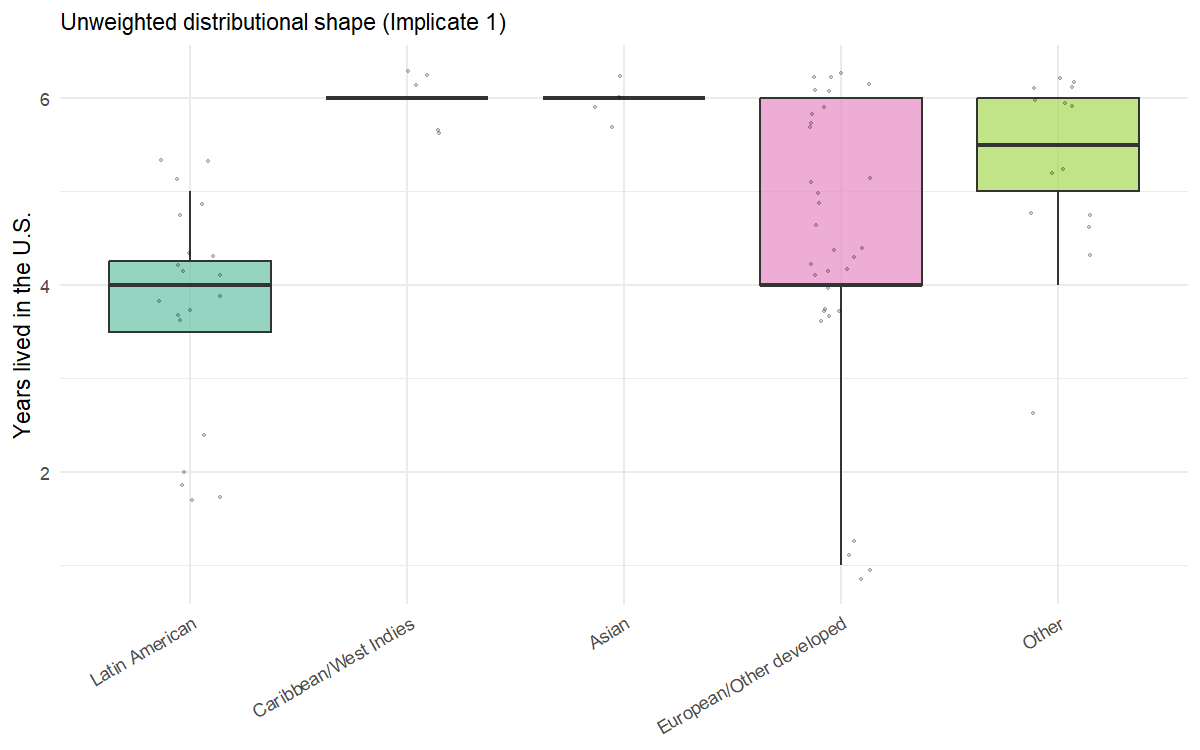 Unweighted distributional shape (Implicate 1)
Years lived in the U.S.
6
4
2
Latin American
Caribbean/West Indies
Asian
European/Other developed
Other